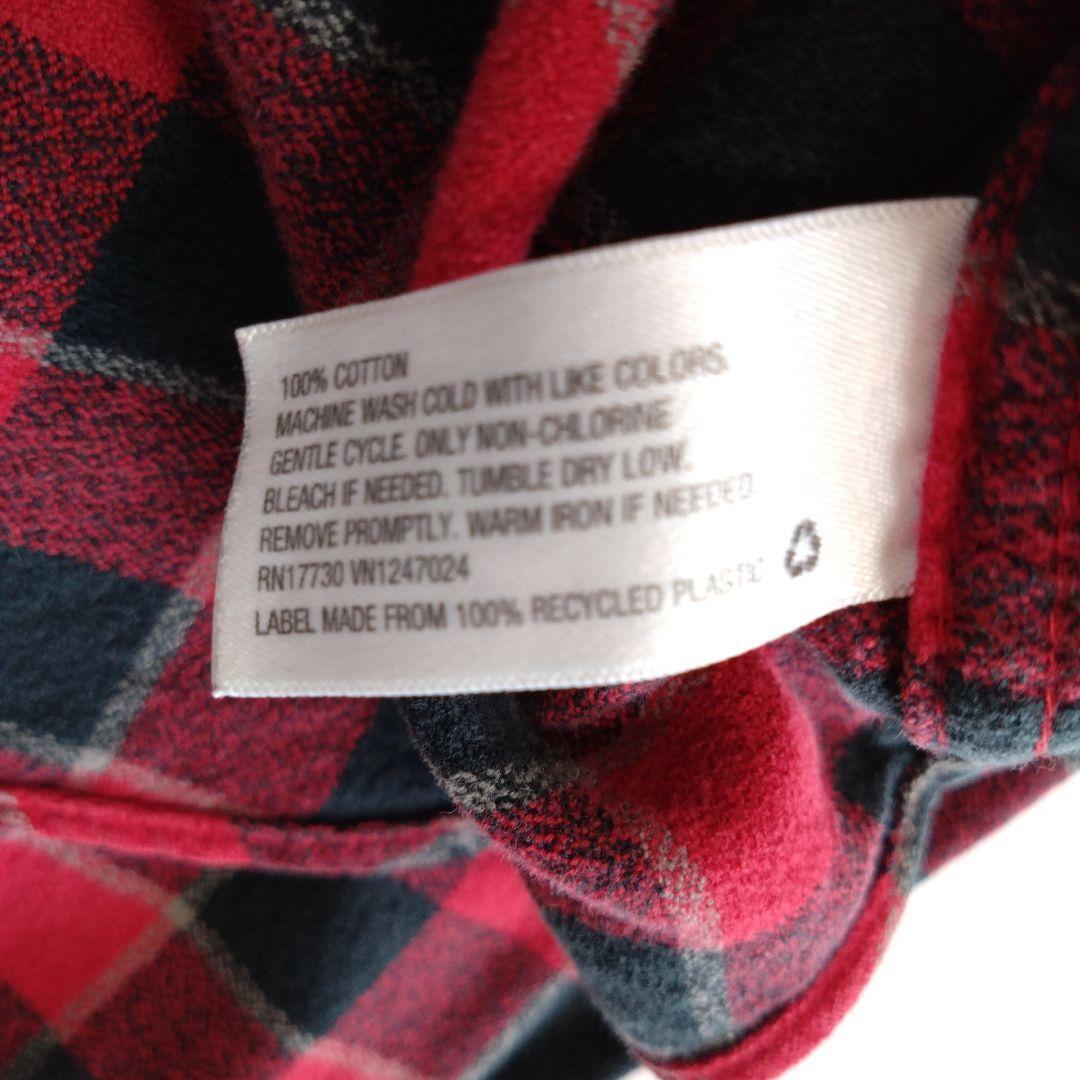 100% COTTON
MACHINE WASH COLD WITH LIKE COLORS.
GENTLE CYCLE. ONLY NON-CHLORINE
BLEACH IF NEEDED. TUMBLE DRY LOW.
REMOVE PROMPTLY. WARM IRON IF NEEDED.
RN17730 VN1247024
LABEL MADE FROM 100% RECYCLED PLASTIC